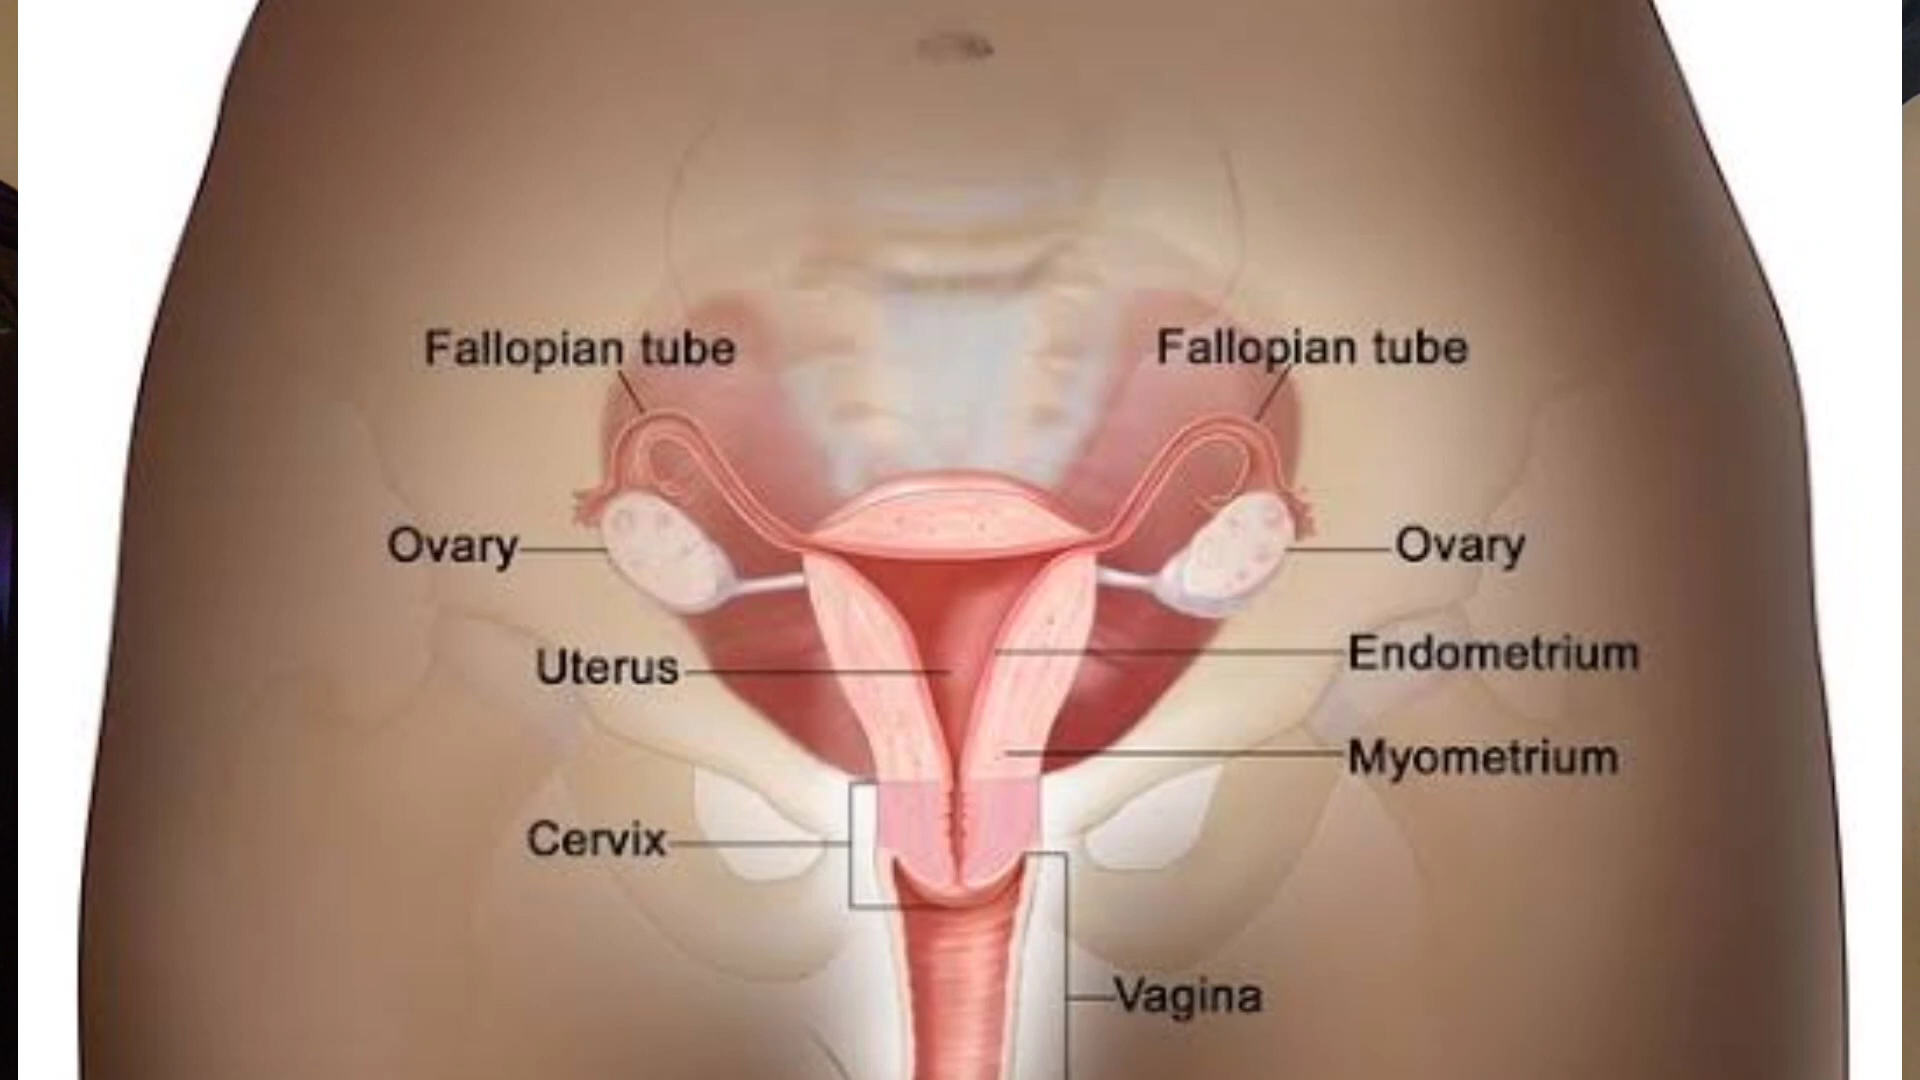 Fallopian tube
Fallopian tube
Ovary
Ovary
Uterus
Endometrium
Myometrium
Cervix
Vagina